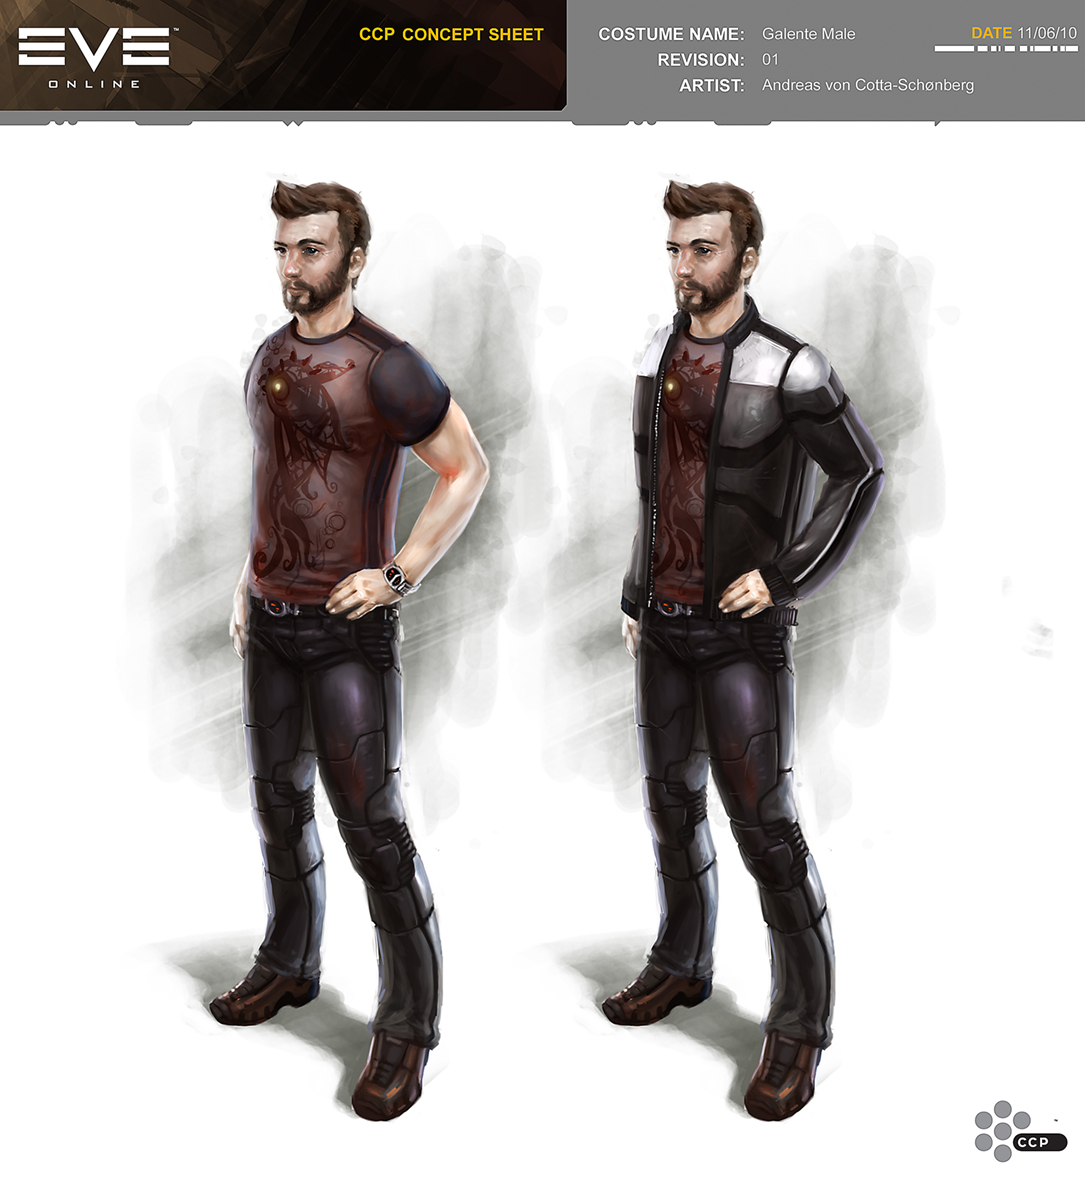 EVE™
ONLINE
CCP CONCEPT SHEET
COSTUME NAME: Galente Male
REVISION: 01
ARTIST: Andreas von Cotta-Schønberg
DATE 11/06/10
CCP